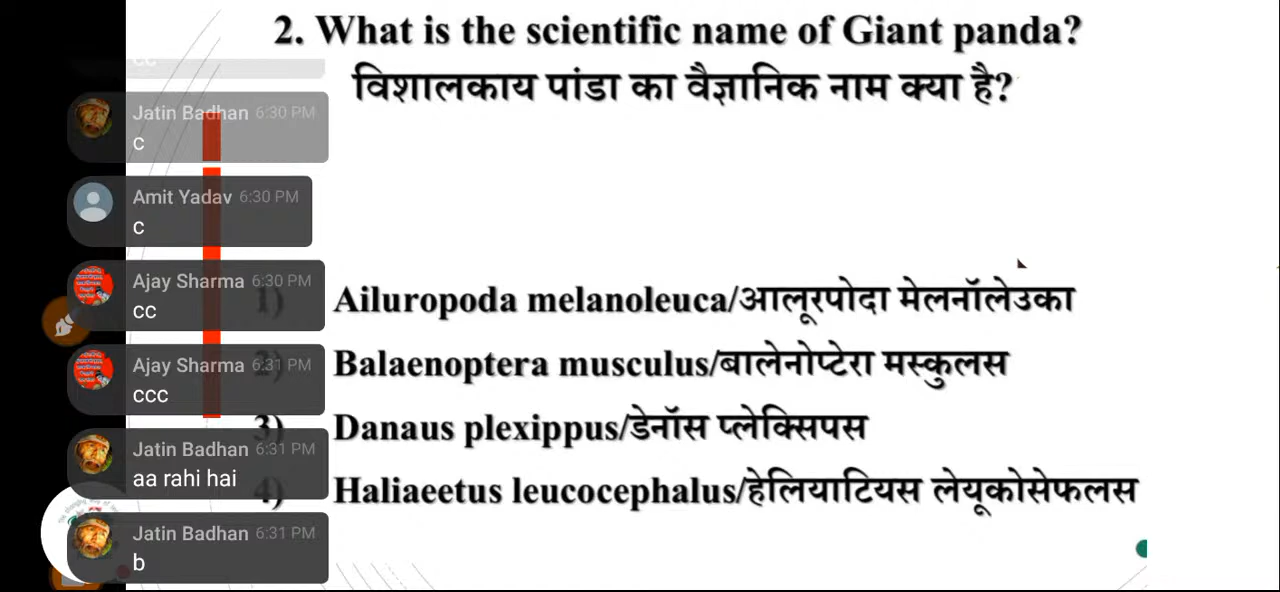 2. What is the scientific name of Giant panda?
विशालकाय पांडा का वैज्ञानिक नाम क्या है?
cc
Jatin Badhan 6:30 PM
c
Amit Yadav 6:30 PM
c
Ajay Sharma 6:30 PM
cc
Ajay Sharma 6:31 PM
ccc
Jatin Badhan 6:31 PM
aa rahi hai
Jatin Badhan 6:31 PM
b
1) Ailuropoda melanoleuca/आलूरपोदा मेलनॉलेउका
2) Balaenoptera musculus/बालेनोप्टेरा मस्कुलस
3) Danaus plexippus/डेनॉस प्लेक्सिपस
4) Haliaeetus leucocephalus/हेलियाटियस लेयूकोसेफलस